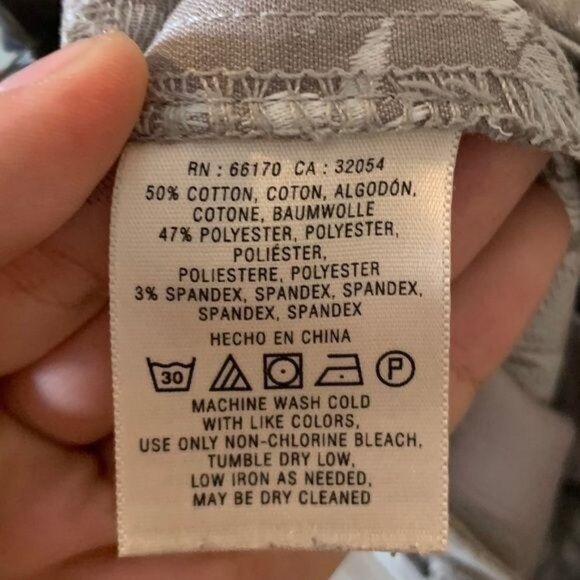 RN : 66170 CA : 32054
50% COTTON, COTON, ALGODÓN,
COTONE, BAUMWOLLE
47% POLYESTER, POLYESTER,
POLIÉSTER,
POLIESTERE, POLYESTER
3% SPANDEX, SPANDEX, SPANDEX,
SPANDEX, SPANDEX
HECHO EN CHINA
30 P
MACHINE WASH COLD
WITH LIKE COLORS,
USE ONLY NON-CHLORINE BLEACH,
TUMBLE DRY LOW,
LOW IRON AS NEEDED,
MAY BE DRY CLEANED